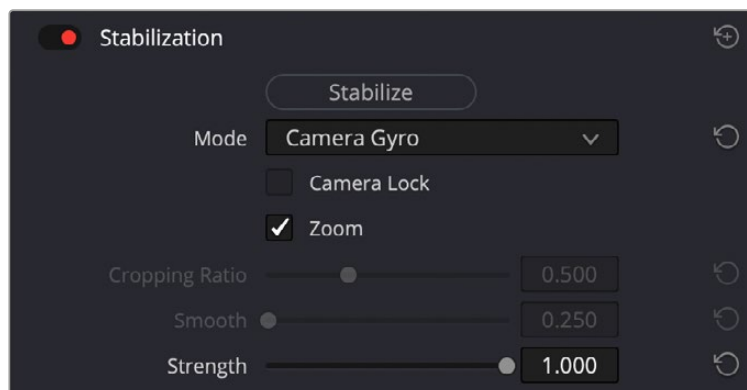 Stabilization
Stabilize
Mode Camera Gyro
Camera Lock
Zoom
Cropping Ratio 0.500
Smooth 0.250
Strength 1.000